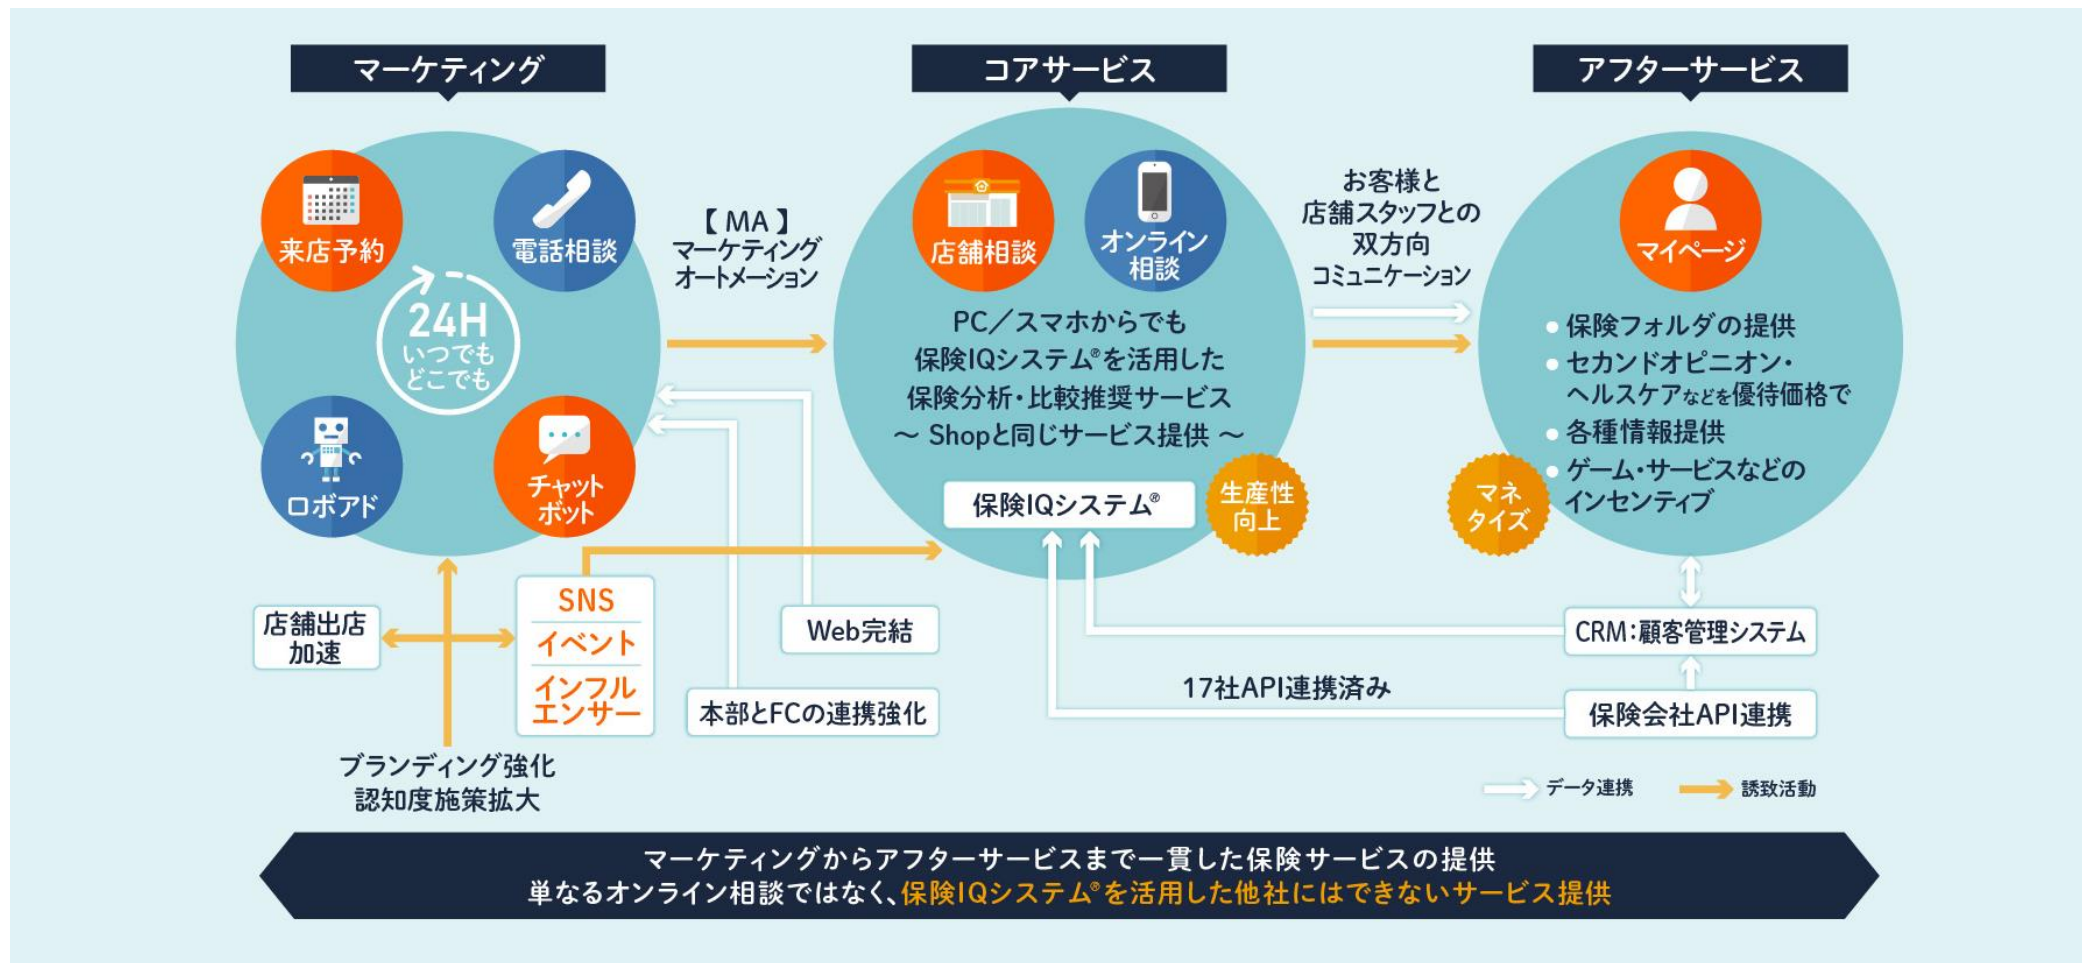 マーケティング
来店予約
電話相談
24H
いつでも
どこでも
ロボアド
チャット
ボット
【 MA 】
マーケティング
オートメーション
コアサービス
店舗相談
オンライン
相談
PC／スマホからでも
保険IQシステム®を活用した
保険分析・比較推奨サービス
～ Shopと同じサービス提供 ～
保険IQシステム®
生産性
向上
お客様と
店舗スタッフとの
双方向
コミュニケーション
アフターサービス
マイページ
● 保険フォルダの提供
● セカンドオピニオン・
ヘルスケアなどを優待価格で
● 各種情報提供
● ゲーム・サービスなどの
インセンティブ
マネ
タイズ
店舗出店
加速
SNS
イベント
インフル
エンサー
Web完結
本部とFCの連携強化
ブランディング強化
認知度施策拡大
CRM：顧客管理システム
17社API連携済み
保険会社API連携
データ連携
誘致活動
マーケティングからアフターサービスまで一貫した保険サービスの提供
単なるオンライン相談ではなく、保険IQシステム®を活用した他社にはできないサービス提供